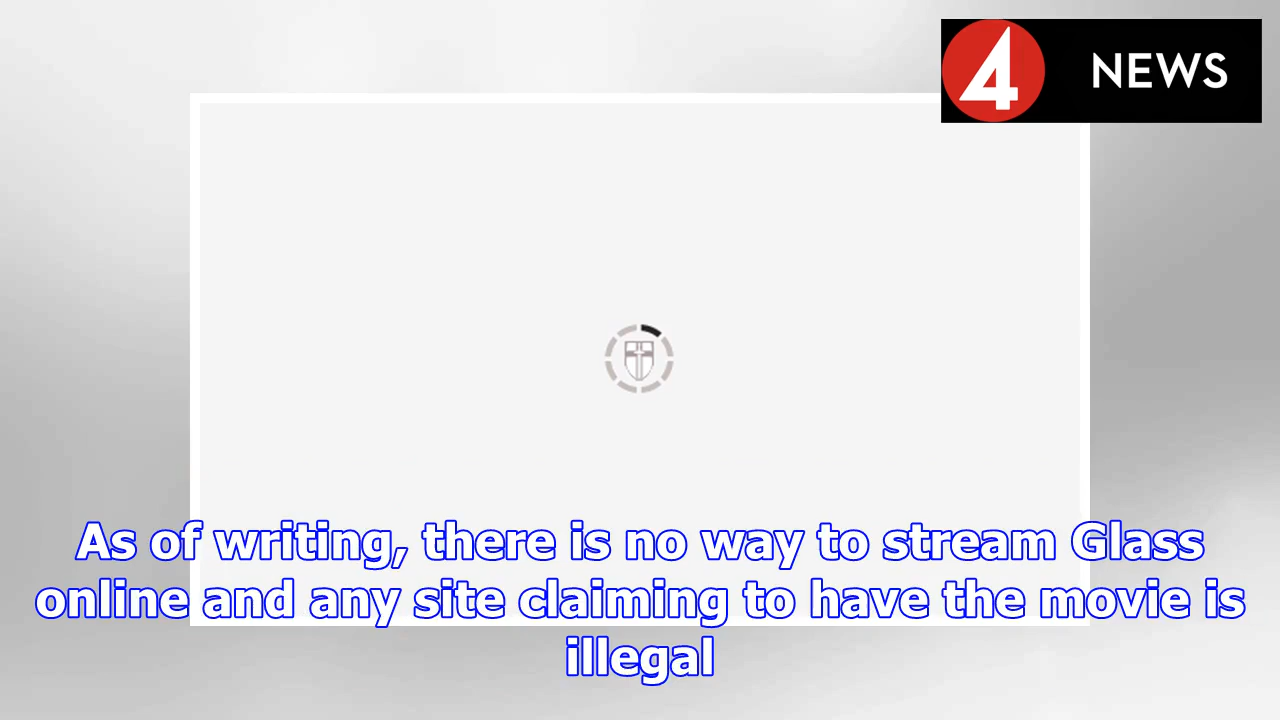 4 NEWS
As of writing, there is no way to stream Glass
online and any site claiming to have the movie is
illegal